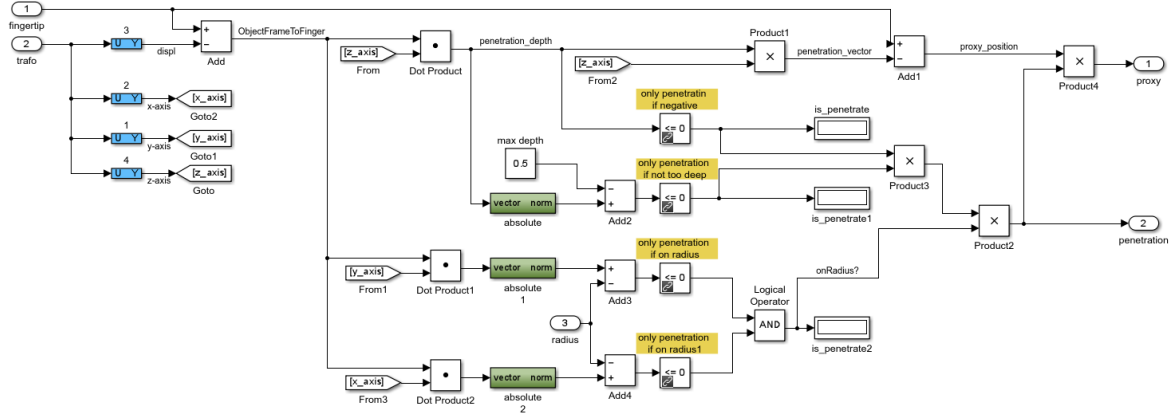 1
fingertip
2
trafo
3
U Y
displ
+
−
Add
ObjectFrameToFinger
2
U Y
x-axis
[x_axis]
Goto2
1
U Y
y-axis
[y_axis]
Goto1
4
U Y
z-axis
[z_axis]
Goto
[z_axis]
From
Dot Product
penetration_depth
[z_axis]
From2
Product1
×
penetration_vector
+
−
Add1
proxy_position
×
Product4
1
proxy
only penetratin
if negative
<= 0
is_penetrate
max depth
0.5
only penetration
if not too deep
<= 0
−
+
Add2
vector norm
absolute
×
Product3
is_penetrate1
×
Product2
2
penetration
[y_axis]
From1
Dot Product1
vector norm
absolute
1
+
−
Add3
only penetration
if on radius
<= 0
3
radius
Logical
Operator
AND
onRadius?
is_penetrate2
only penetration
if on radius1
<= 0
−
+
Add4
[x_axis]
From3
Dot Product2
vector norm
absolute
2